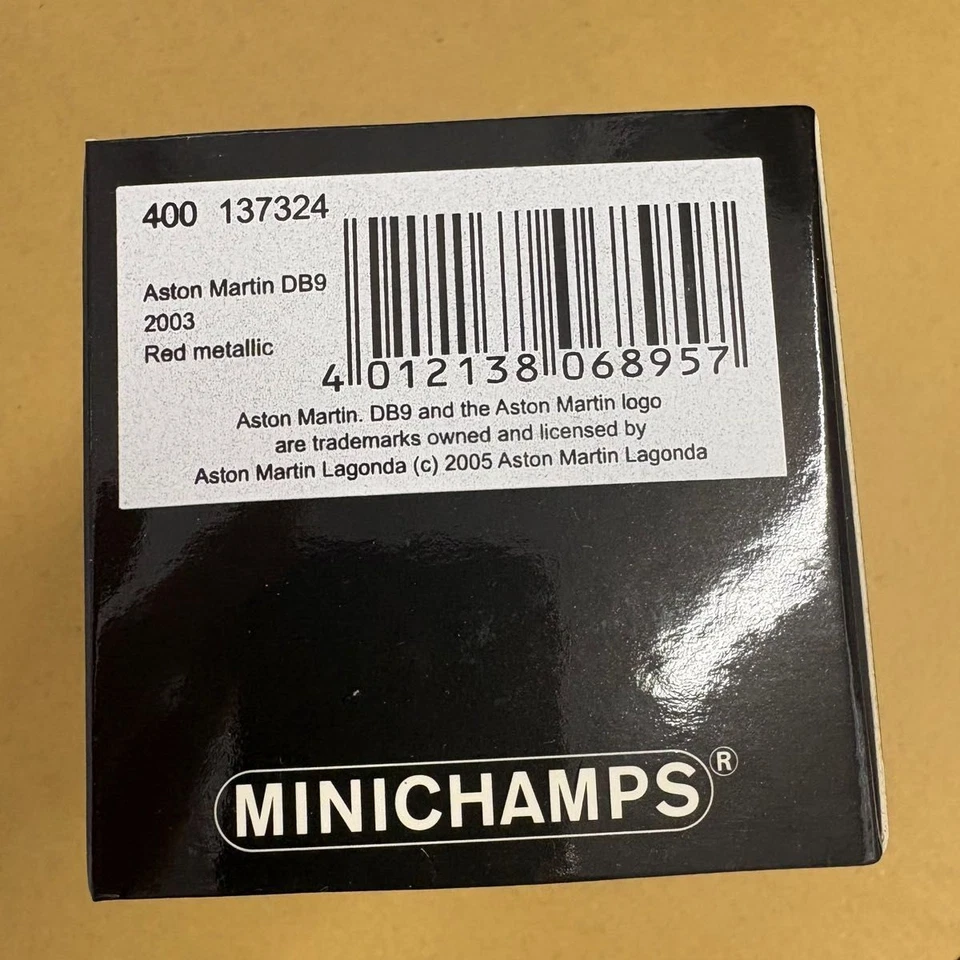 400 137324
Aston Martin DB9
2003
Red metallic
4 012138 068957
Aston Martin. DB9 and the Aston Martin logo
are trademarks owned and licensed by
Aston Martin Lagonda (c) 2005 Aston Martin Lagonda
MINICHAMPS®